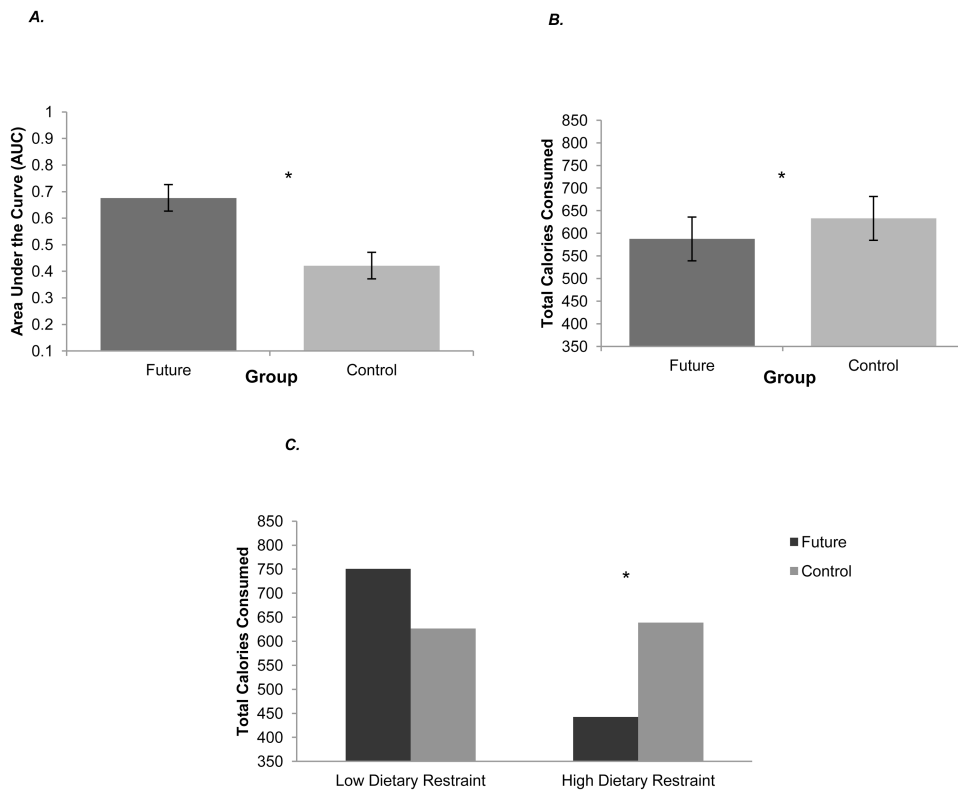 A.
1
0.9
0.8
0.7
0.6
0.5
0.4
0.3
0.2
0.1
Area Under the Curve (AUC)
*
Future
Control
Group
B.
850
800
750
700
650
600
550
500
450
400
350
Total Calories Consumed
*
Future
Control
Group
C.
850
800
750
700
650
600
550
500
450
400
350
Total Calories Consumed
*
Low Dietary Restraint
High Dietary Restraint
Future
Control